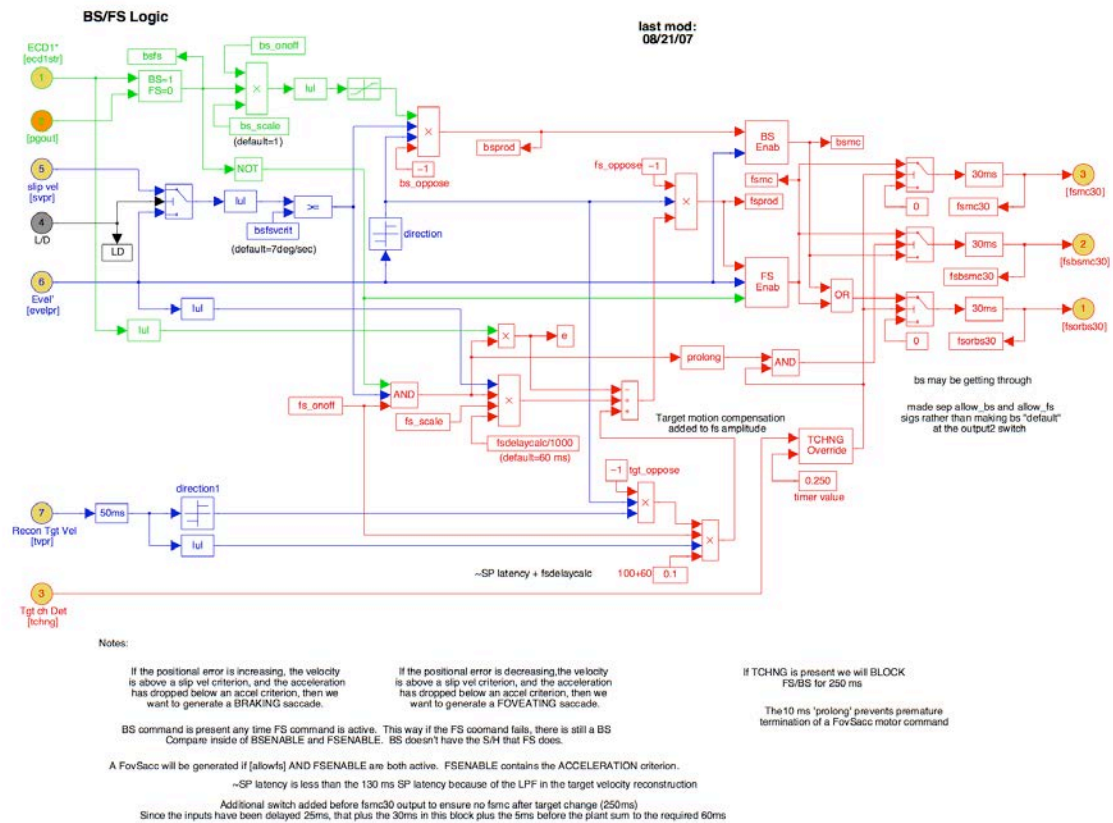 BS/FS Logic
last mod:
08/21/07
ECD1*
[ecd1str]
1
[pgout]
BS=1
FS=0
bsfs
bs_onoff
×
bs_scale
(default=1)
|u|
NOT
×
-1
bs_oppose
bsprod
BS
Enab
bsmc
5
slip vel
[svpr]
4
L/D
LD
|u|
bsfsvcrit
(default=7deg/sec)
>=
direction
fs_oppose
-1
×
fsmc
fsprod
FS
Enab
OR
0
30ms
fsmc30
3
[fsmc30]
30ms
fsbsmc30
2
[fsbsmc30]
0
30ms
fsorbs30
1
[fsorbs30]
6
Evel'
[evelpr]
|u|
|u|
×
e
fs_onoff
AND
fs_scale
×
fsdelaycalc/1000
(default=60 ms)
prolong
AND
Target motion compensation
added to fs amplitude
TCHNG
Override
0.250
timer value
bs may be getting through
made sep allow_bs and allow_fs
sigs rather than making bs "default"
at the output2 switch
-1
tgt_oppose
×
×
100+60
0.1
~SP latency + fsdelaycalc
7
Recon Tgt Vel
[tvpr]
50ms
direction1
|u|
3
Tgt ch Det
[tchng]
Notes:
If the positional error is increasing, the velocity
is above a slip vel criterion, and the acceleration
has dropped below an accel criterion, then we
want to generate a BRAKING saccade.
If the positional error is decreasing,the velocity
is above a slip vel criterion, and the acceleration
has dropped below an accel criterion, then we
want to generate a FOVEATING saccade.
If TCHNG is present we will BLOCK
FS/BS for 250 ms
The10 ms 'prolong' prevents premature
termination of a FovSacc motor command
BS command is present any time FS command is active. This way if the FS coomand fails, there is still a BS
Compare inside of BSENABLE and FSENABLE. BS doesn't have the S/H that FS does.
A FovSacc will be generated if [allowfs] AND FSENABLE are both active. FSENABLE contains the ACCELERATION criterion.
~SP latency is less than the 130 ms SP latency because of the LPF in the target velocity reconstruction
Additional switch added before fsmc30 output to ensure no fsmc after target change (250ms)
Since the inputs have been delayed 25ms, that plus the 30ms in this block plus the 5ms before the plant sum to the required 60ms